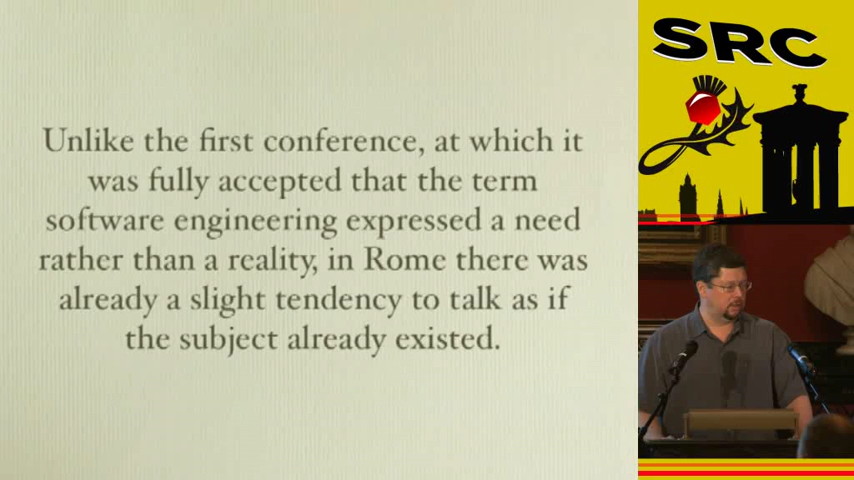 Unlike the first conference, at which it
was fully accepted that the term
software engineering expressed a need
rather than a reality, in Rome there was
already a slight tendency to talk as if
the subject already existed.
SRC